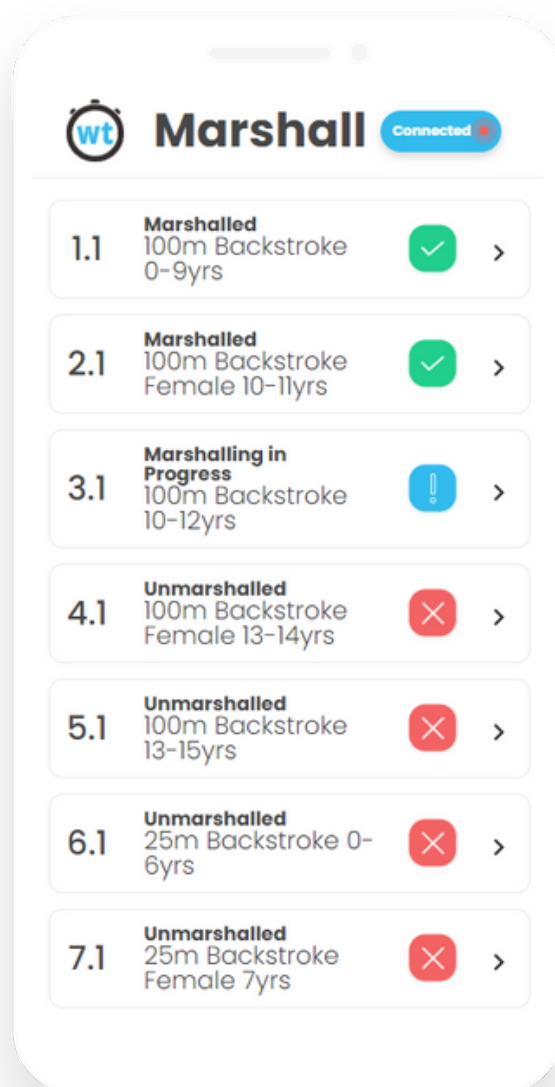 wt
Marshall
Connected
1.1
Marshalled
100m Backstroke
0-9yrs
2.1
Marshalled
100m Backstroke
Female 10-11yrs
3.1
Marshalling in
Progress
100m Backstroke
10-12yrs
4.1
Unmarshalled
100m Backstroke
Female 13-14yrs
5.1
Unmarshalled
100m Backstroke
13-15yrs
6.1
Unmarshalled
25m Backstroke 0-
6yrs
7.1
Unmarshalled
25m Backstroke
Female 7yrs